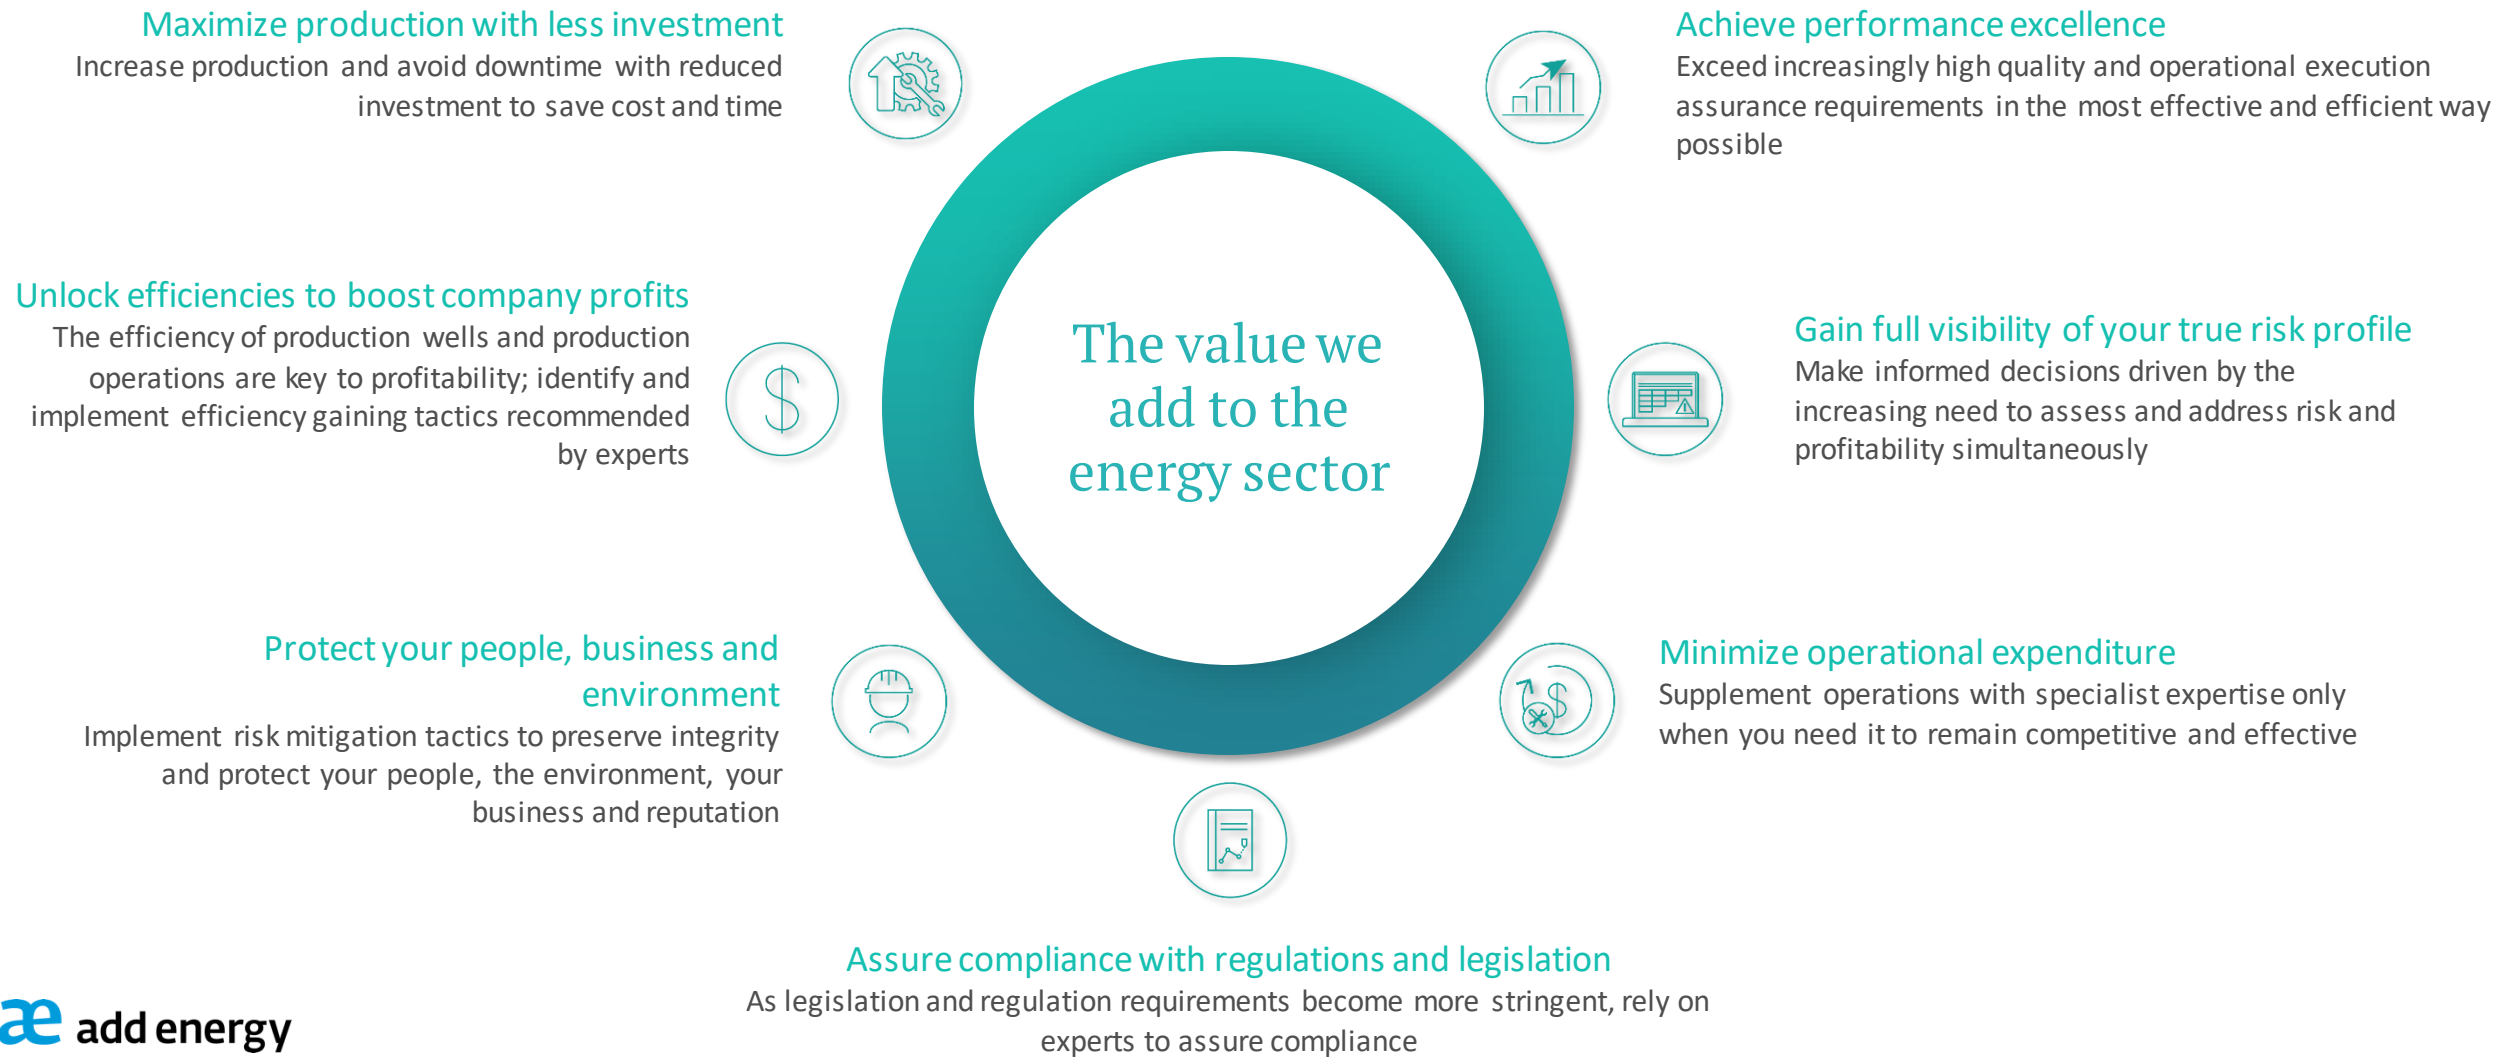 Maximize production with less investment
Increase production and avoid downtime with reduced
investment to save cost and time
Achieve performance excellence
Exceed increasingly high quality and operational execution
assurance requirements in the most effective and efficient way
possible
Unlock efficiencies to boost company profits
The efficiency of production wells and production
operations are key to profitability; identify and
implement efficiency gaining tactics recommended
by experts
The value we
add to the
energy sector
Gain full visibility of your true risk profile
Make informed decisions driven by the
increasing need to assess and address risk and
profitability simultaneously
Protect your people, business and
environment
Implement risk mitigation tactics to preserve integrity
and protect your people, the environment, your
business and reputation
Minimize operational expenditure
Supplement operations with specialist expertise only
when you need it to remain competitive and effective
Assure compliance with regulations and legislation
As legislation and regulation requirements become more stringent, rely on
experts to assure compliance
æ add energy